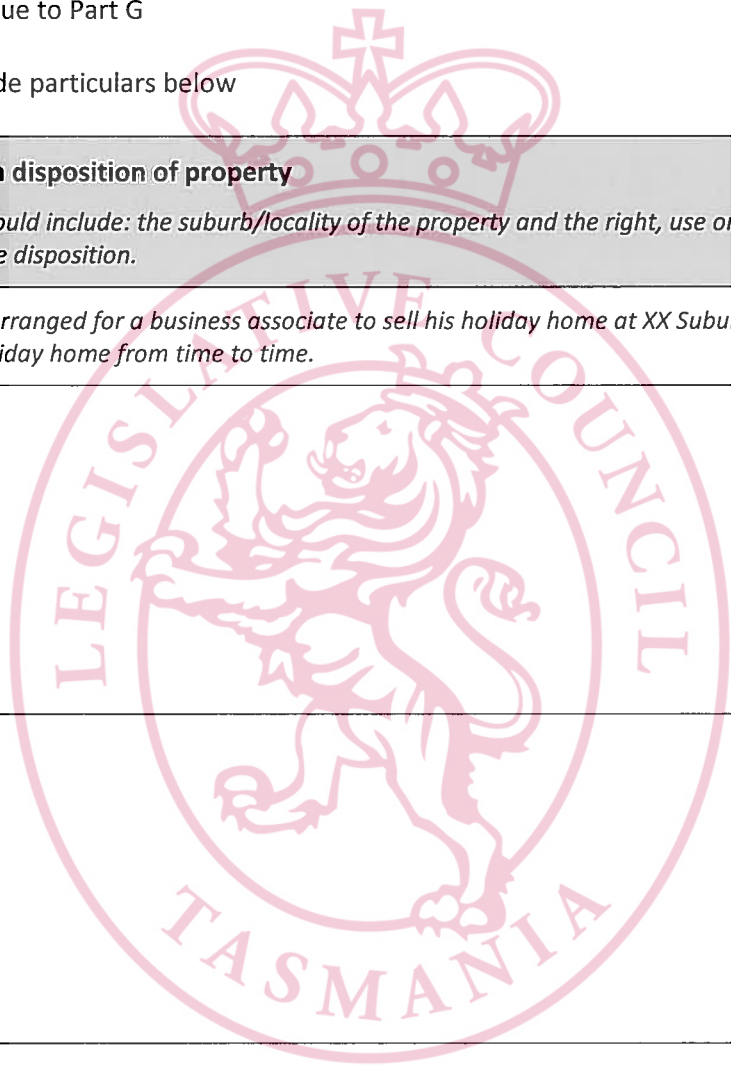 ue to Part G
de particulars below
n disposition of property
ould include: the suburb/locality of the property and the right, use or
e disposition.
rranged for a business associate to sell his holiday home at XX Subu
iday home from time to time.
LEGISLATIVE COUNCIL
TASMANIA